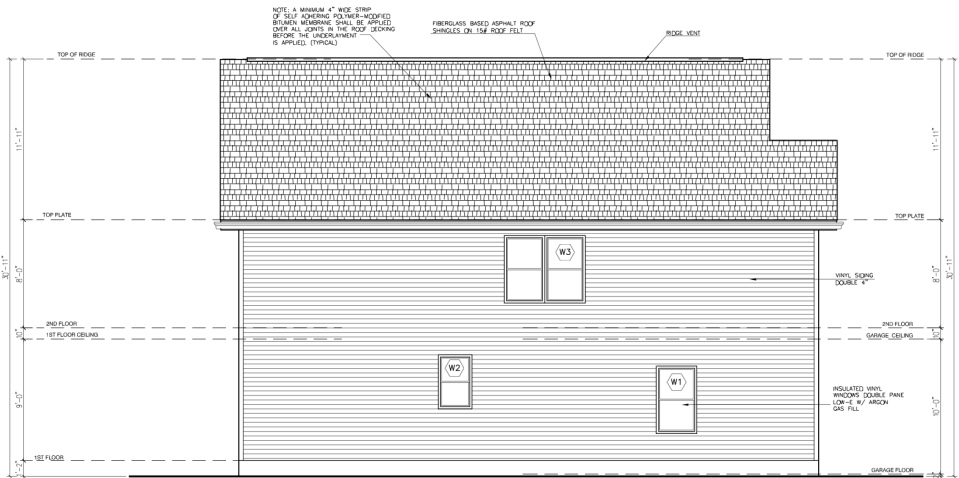 NOTE: A MINIMUM 4" WIDE STRIP
OF SELF ADHERING POLYMER-MODIFIED
BITUMEN MEMBRANE SHALL BE APPLIED
OVER ALL JOINTS IN THE ROOF DECKING
BEFORE THE UNDERLAYMENT
IS APPLIED. (TYPICAL)
FIBERGLASS BASED ASPHALT ROOF
SHINGLES ON 15# ROOF FELT
RIDGE VENT
TOP OF RIDGE
TOP OF RIDGE
11'-11"
11'-11"
TOP PLATE
TOP PLATE
30'-11"
30'-11"
8'-0"
8'-0"
W3
VINYL SIDING
DOUBLE 4"
2ND FLOOR
2ND FLOOR
10"
10"
1ST FLOOR CEILING
GARAGE CEILING
W2
W1
INSULATED VINYL
WINDOWS DOUBLE PANE
LOW-E W/ ARGON
GAS FILL
9'-0"
10'-0"
1ST FLOOR
1'-2"
GARAGE FLOOR